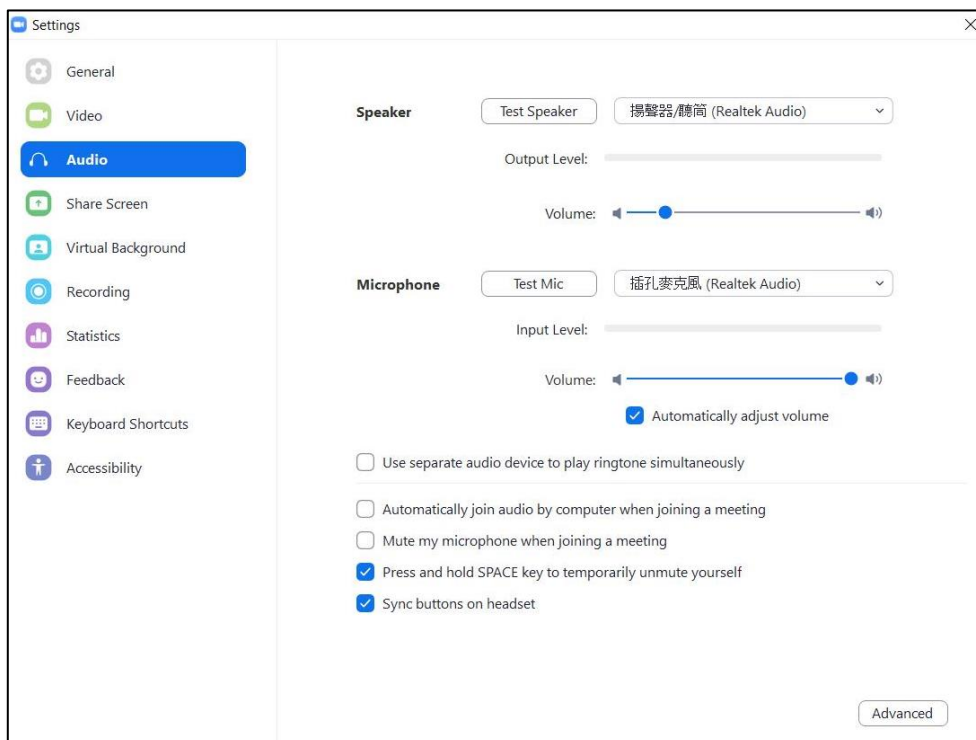 Settings
General
Video
Audio
Share Screen
Virtual Background
Recording
Statistics
Feedback
Keyboard Shortcuts
Accessibility
Speaker
Test Speaker
揚聲器/聽筒 (Realtek Audio)
Output Level:
Volume:
Microphone
Test Mic
插孔麥克風 (Realtek Audio)
Input Level:
Volume:
Automatically adjust volume
Use separate audio device to play ringtone simultaneously
Automatically join audio by computer when joining a meeting
Mute my microphone when joining a meeting
Press and hold SPACE key to temporarily unmute yourself
Sync buttons on headset
Advanced